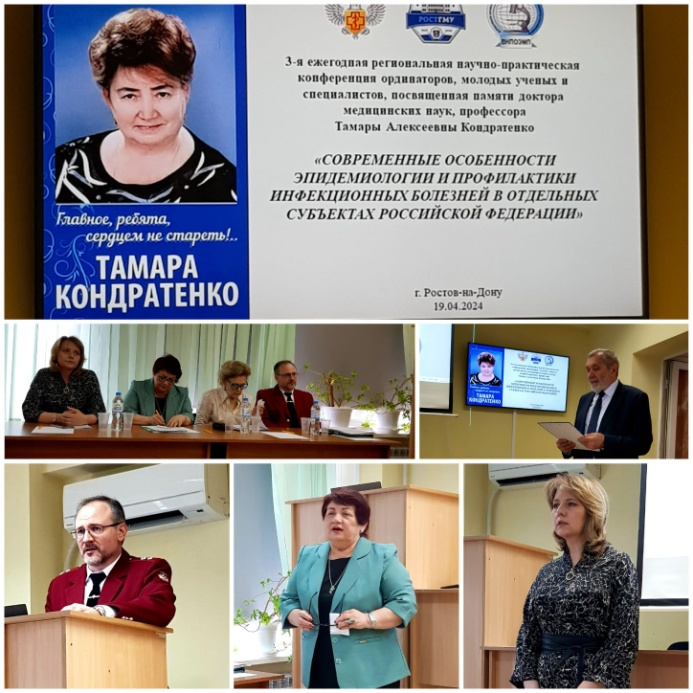 РОСТГМУ
ВНПОЭМП
3-я ежегодная региональная научно-практическая
конференция ординаторов, молодых ученых и
специалистов, посвященная памяти доктора
медицинских наук, профессора
Тамары Алексеевны Кондратенко
«СОВРЕМЕННЫЕ ОСОБЕННОСТИ
ЭПИДЕМИОЛОГИИ И ПРОФИЛАКТИКИ
ИНФЕКЦИОННЫХ БОЛЕЗНЕЙ В ОТДЕЛЬНЫХ
СУБЪЕКТАХ РОССИЙСКОЙ ФЕДЕРАЦИИ»
г. Ростов-на-Дону
19.04.2024
Главное, ребята,
сердцем не стареть!..
ТАМАРА
КОНДРАТЕНКО
ТАМАРА
КОНДРАТЕНКО